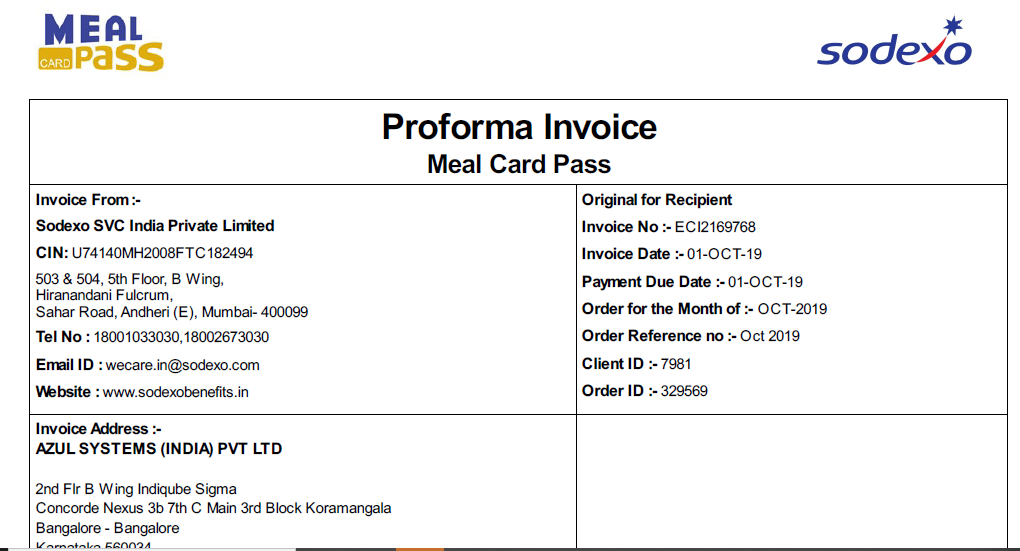 MEAL
CARD Pass
sodexo
Proforma Invoice
Meal Card Pass
Invoice From :-
Sodexo SVC India Private Limited
CIN: U74140MH2008FTC182494
503 & 504, 5th Floor, B Wing,
Hiranandani Fulcrum,
Sahar Road, Andheri (E), Mumbai- 400099
Tel No : 18001033030,18002673030
Email ID : wecare.in@sodexo.com
Website : www.sodexobenefits.in
Original for Recipient
Invoice No :- ECI2169768
Invoice Date :- 01-OCT-19
Payment Due Date :- 01-OCT-19
Order for the Month of :- OCT-2019
Order Reference no :- Oct 2019
Client ID :- 7981
Order ID :- 329569
Invoice Address :-
AZUL SYSTEMS (INDIA) PVT LTD
2nd Flr B Wing Indiqube Sigma
Concorde Nexus 3b 7th C Main 3rd Block Koramangala
Bangalore - Bangalore
Karnataka 560034